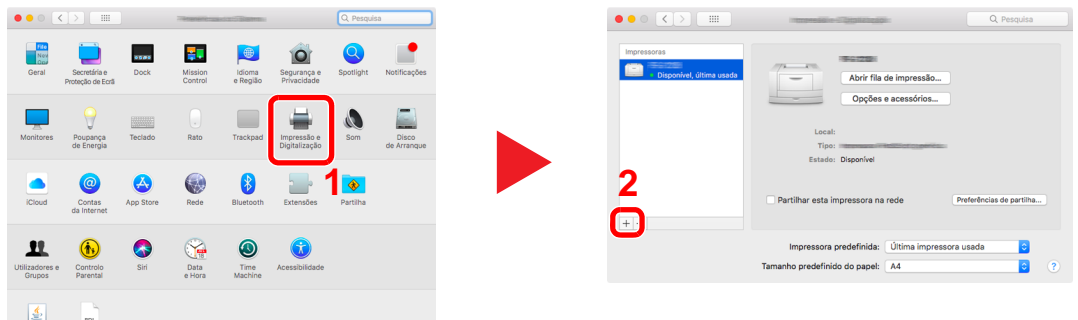 Pesquisa
Geral
Secretária e
Proteção de Ecrã
Dock
Mission
Control
Idioma
e Região
Segurança e
Privacidade
Spotlight
Notificações
Monitores
Poupança
de Energia
Teclado
Rato
Trackpad
Impressão e
Digitalização
Som
Disco
de Arranque
1
iCloud
Contas
da Internet
App Store
Rede
Bluetooth
Extensões
Partilha
Utilizadores e
Grupos
Controlo
Parental
Siri
Data
e Hora
Time
Machine
Acessibilidade
Pesquisa
Impressoras
Disponível, última usada
Abrir fila de impressão...
Opções e acessórios...
Local:
Tipo:
Estado: Disponível
2
Partilhar esta impressora na rede
Preferências de partilha...
+
Impressora predefinida: Última impressora usada
Tamanho predefinido do papel: A4
?